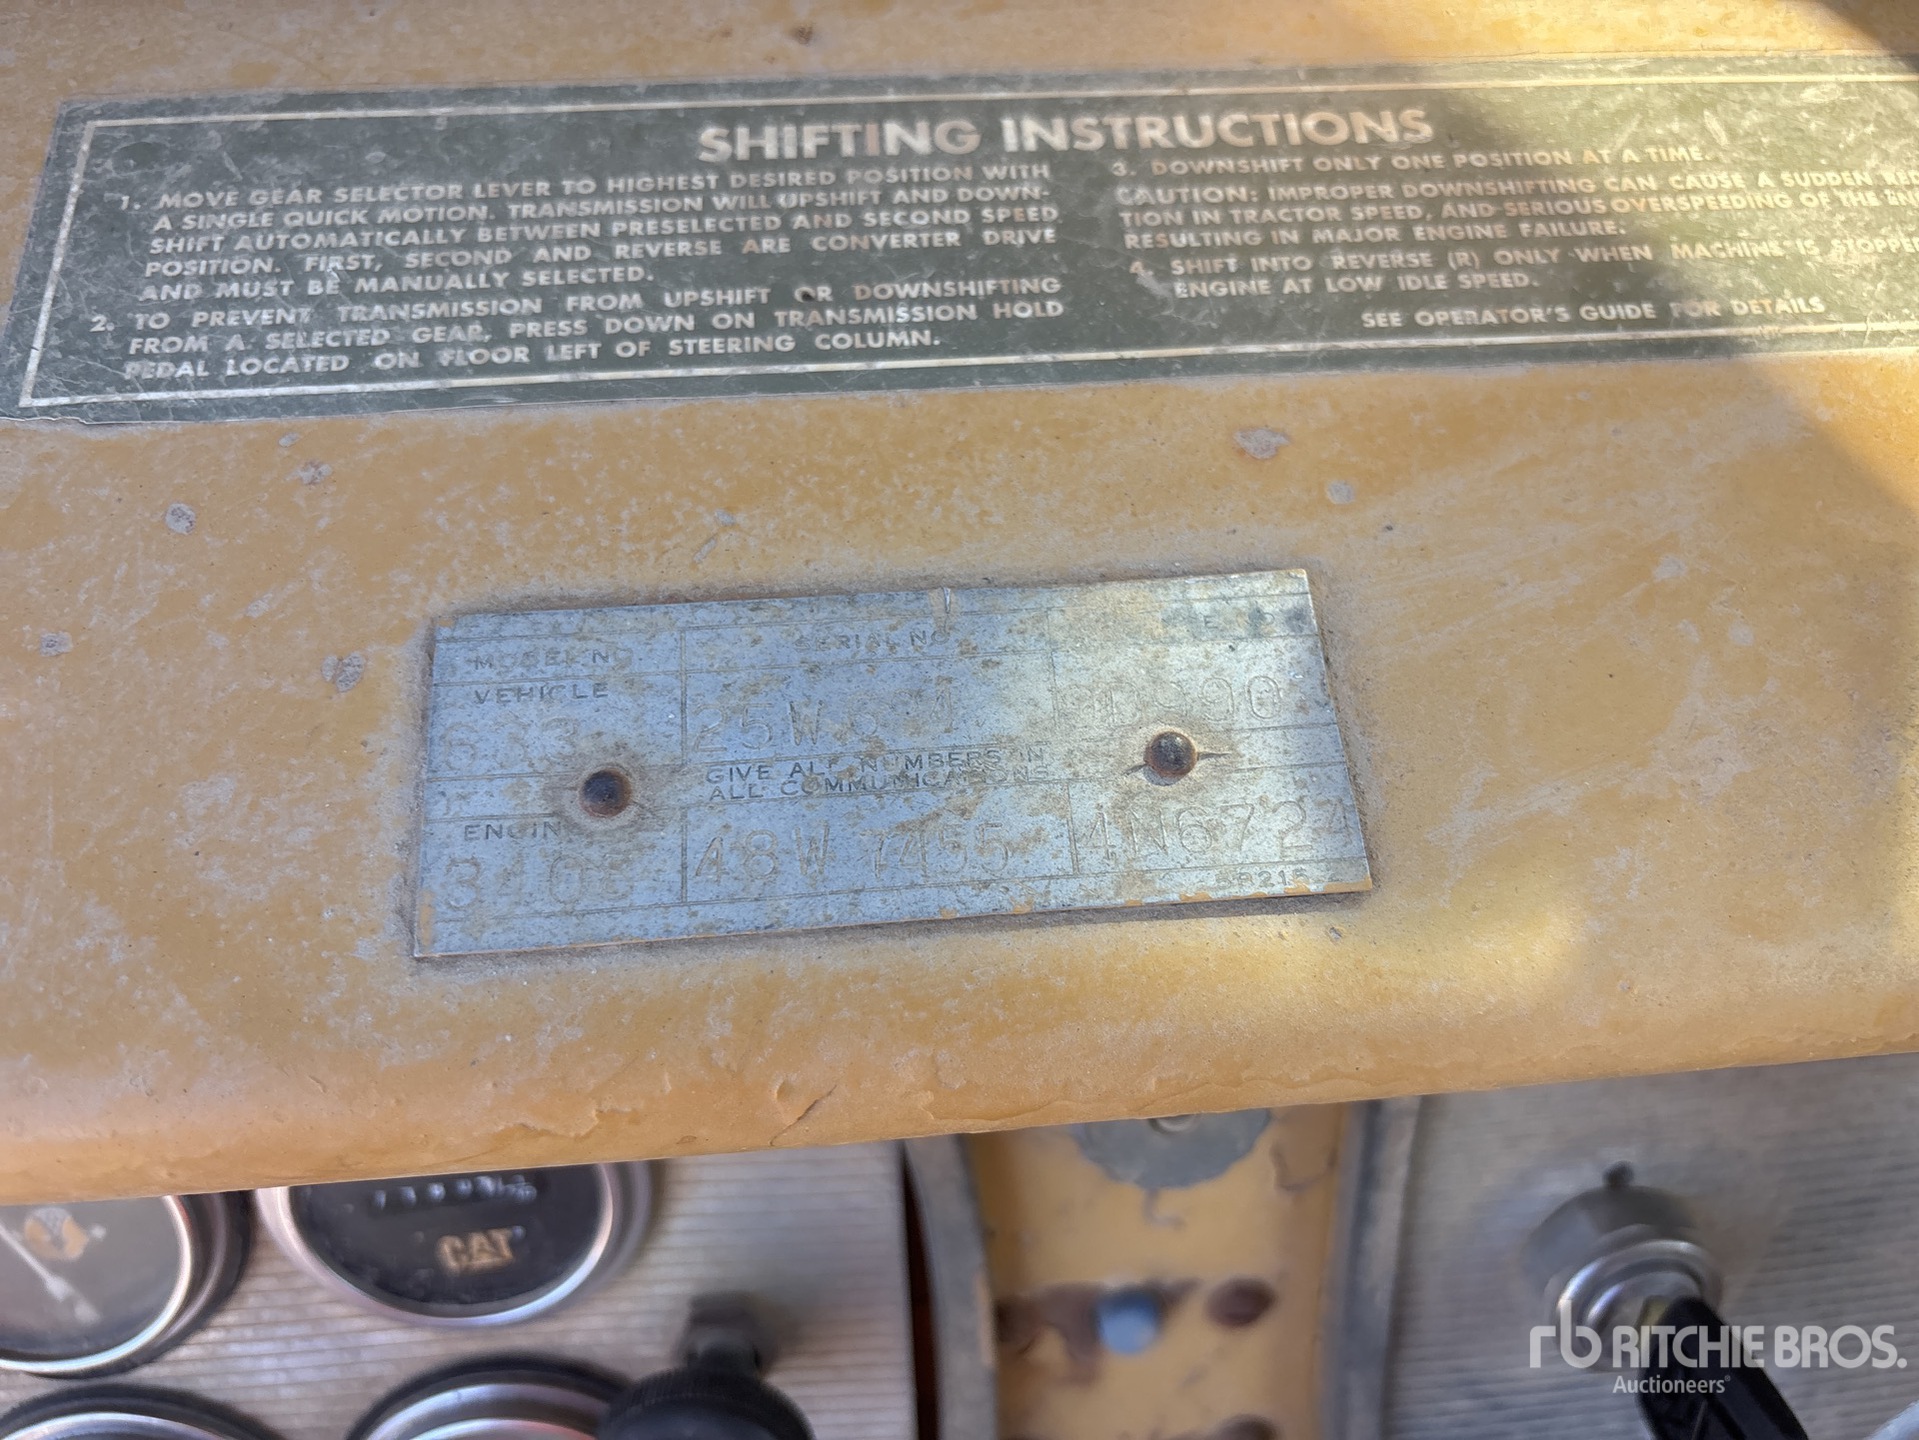 SHIFTING INSTRUCTIONS
1. MOVE GEAR SELECTOR LEVER TO HIGHEST DESIRED POSITION WITH
A SINGLE QUICK MOTION. TRANSMISSION WILL UPSHIFT AND DOWN-
SHIFT AUTOMATICALLY BETWEEN PRESELECTED AND SECOND SPEED
POSITION. FIRST, SECOND AND REVERSE ARE CONVERTER DRIVE
AND MUST BE MANUALLY SELECTED.
2. TO PREVENT TRANSMISSION FROM UPSHIFT OR DOWNSHIFTING
FROM A SELECTED GEAR, PRESS DOWN ON TRANSMISSION HOLD
PEDAL LOCATED ON FLOOR LEFT OF STEERING COLUMN.
3. DOWNSHIFT ONLY ONE POSITION AT A TIME.
CAUTION: IMPROPER DOWNSHIFTING CAN CAUSE A SUDDEN RED
TION IN TRACTOR SPEED, AND SERIOUS OVERSPEEDING OF THE EN
RESULTING IN MAJOR ENGINE FAILURE.
4. SHIFT INTO REVERSE (R) ONLY WHEN MACHINE IS STOPPED
ENGINE AT LOW IDLE SPEED.
SEE OPERATOR'S GUIDE FOR DETAILS
MODEL NO. SERIAL NO.
VEHICLE
633 25W
GIVE ALL NUMBERS IN
ALL COMMUNICATIONS
ENGINE
48W 4N6724
CAT
rb RITCHIE BROS.
Auctioneers